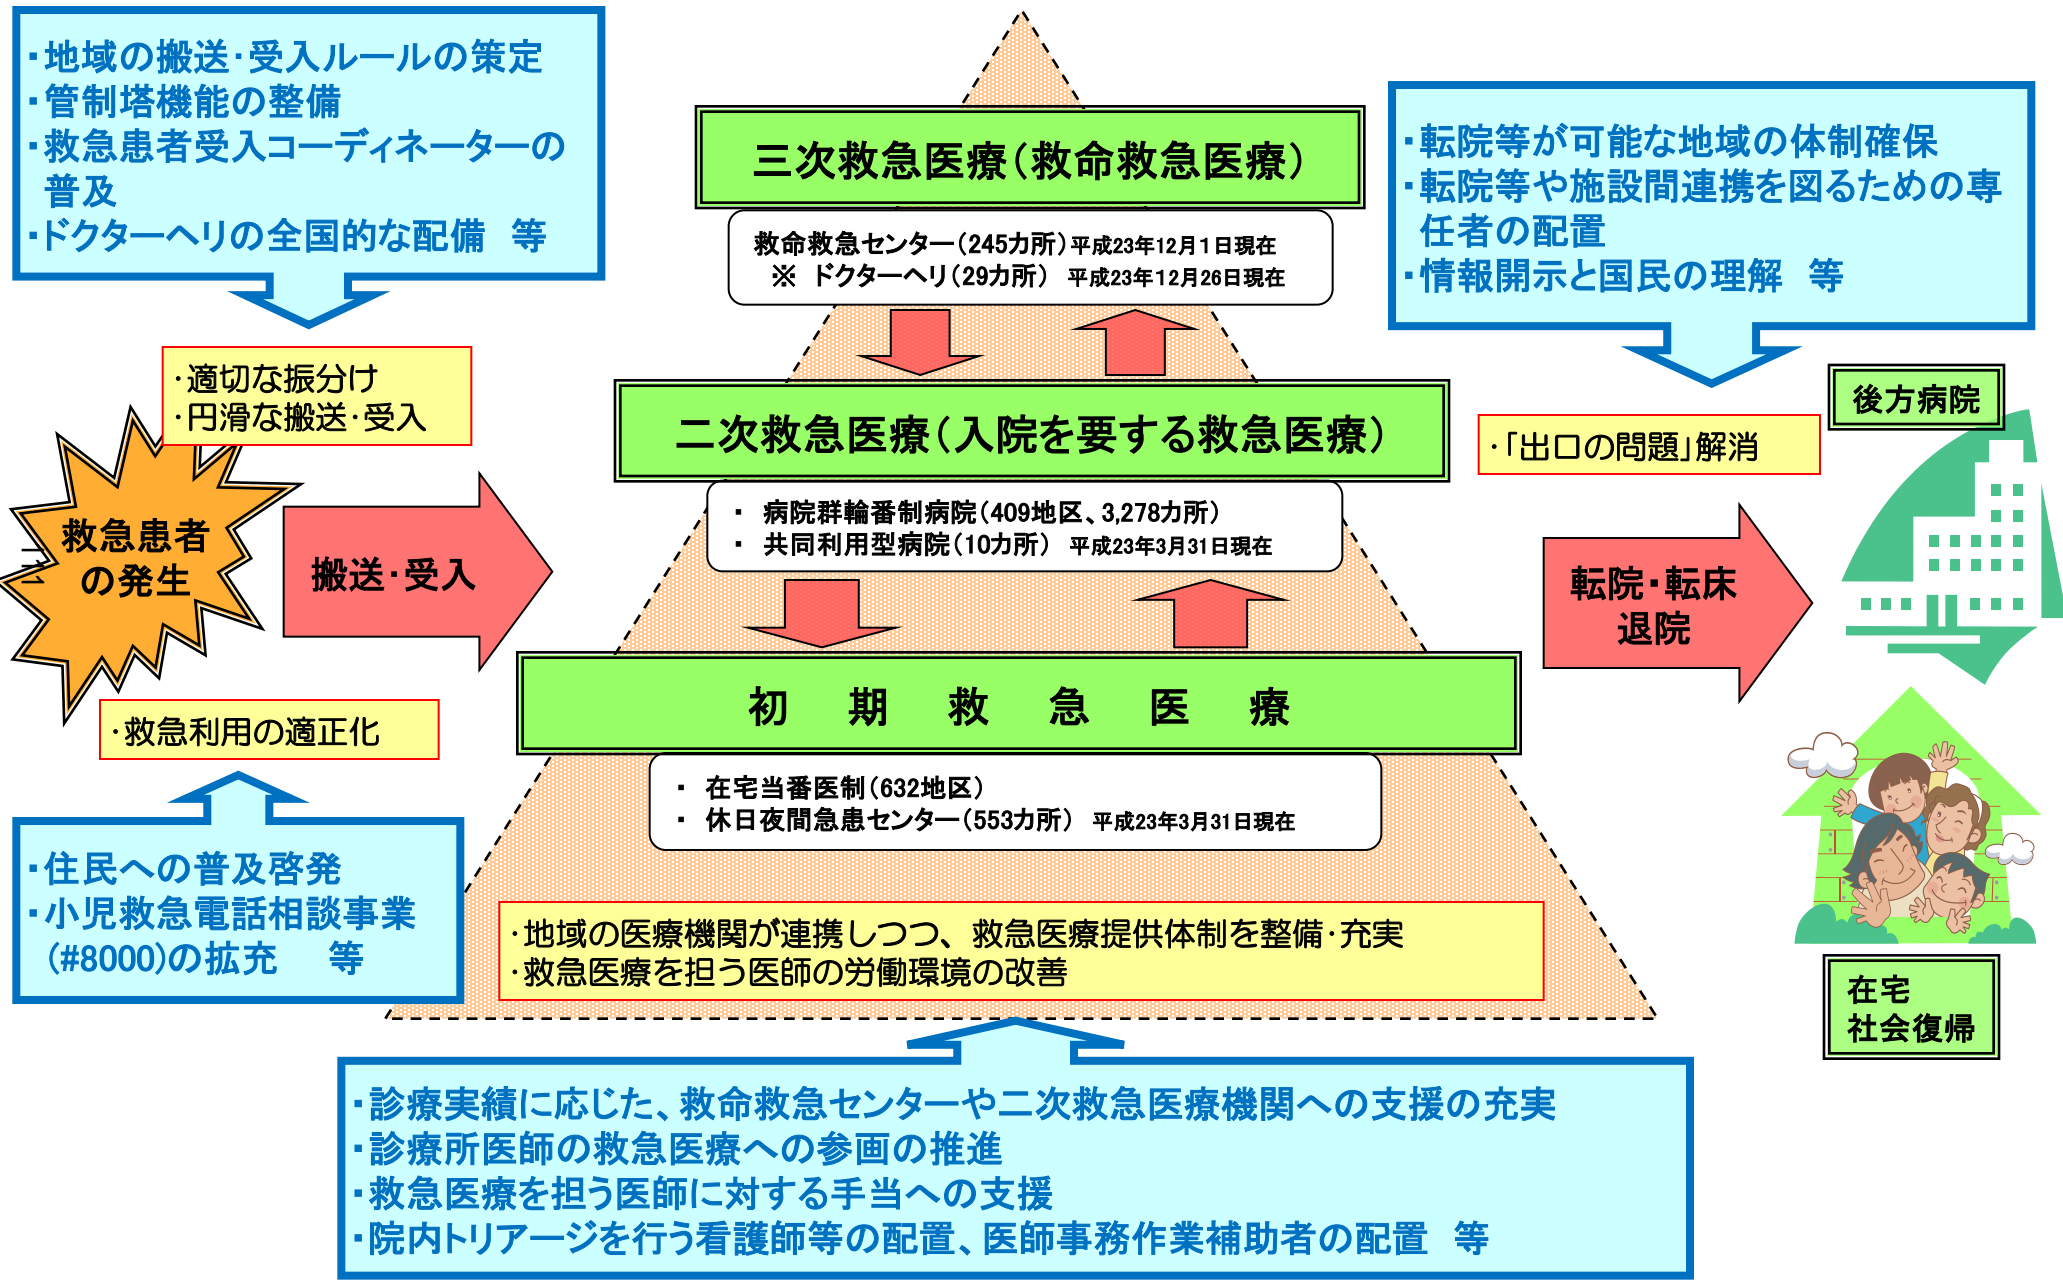 ・地域の搬送・受入ルールの策定
・管制塔機能の整備
・救急患者受入コーディネーターの
普及
・ドクターヘリの全国的な配備　等
・適切な振分け
・円滑な搬送・受入
救急患者
の発生
搬送・受入
・救急利用の適正化
・住民への普及啓発
・小児救急電話相談事業
(#8000)の拡充　等
三次救急医療(救命救急医療)
救命救急センター(245カ所)平成23年12月1日現在
※　ドクターヘリ(29カ所)　平成23年12月26日現在
二次救急医療(入院を要する救急医療)
・ 病院群輪番制病院(409地区、3,278カ所)
・ 共同利用型病院(10カ所)　平成23年3月31日現在
初　期　救　急　医　療
・ 在宅当番医制(632地区)
・ 休日夜間急患センター(553カ所)　平成23年3月31日現在
・地域の医療機関が連携しつつ、救急医療提供体制を整備・充実
・救急医療を担う医師の労働環境の改善
・診療実績に応じた、救命救急センターや二次救急医療機関への支援の充実
・診療所医師の救急医療への参画の推進
・救急医療を担う医師に対する手当への支援
・院内トリアージを行う看護師等の配置、医師事務作業補助者の配置　等
・転院等が可能な地域の体制確保
・転院等や施設間連携を図るための専
任者の配置
・情報開示と国民の理解　等
・「出口の問題」解消
後方病院
転院・転床
退院
在宅
社会復帰